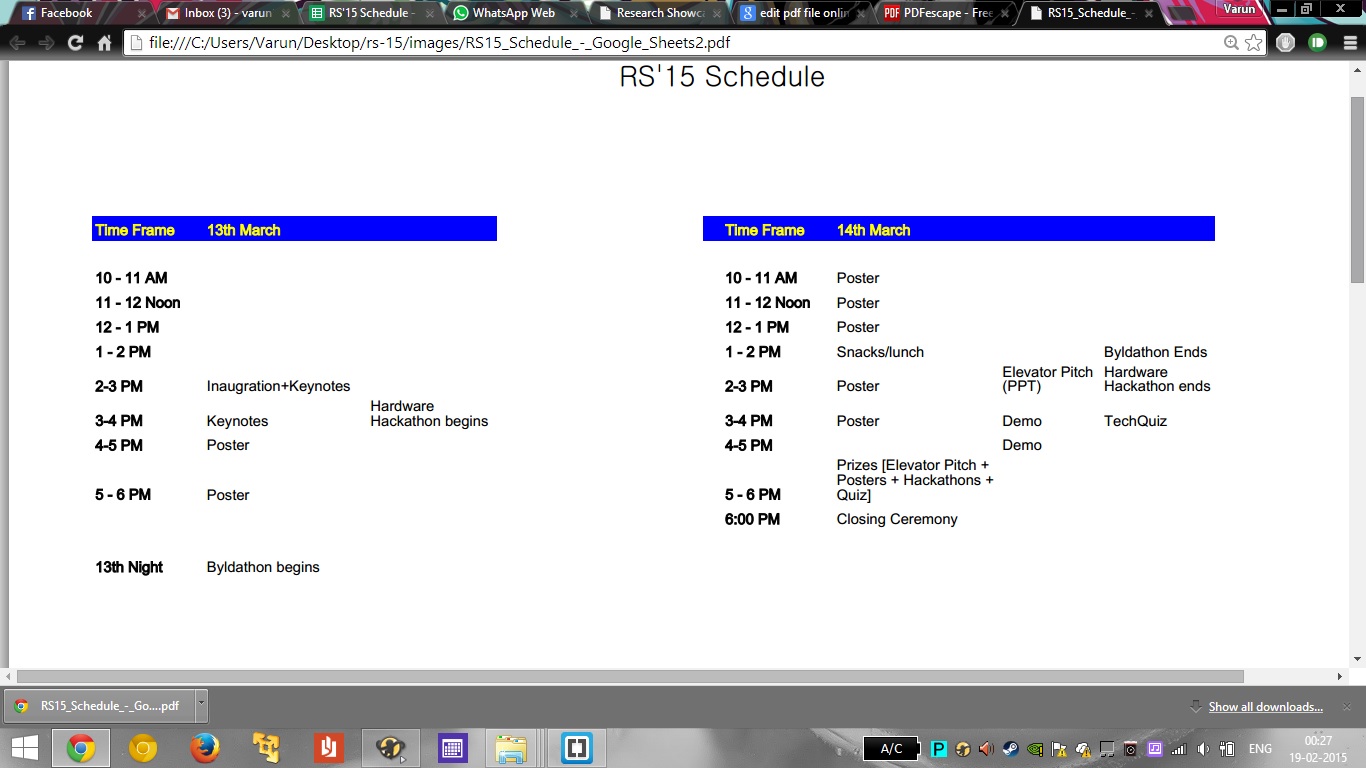 Facebook
Inbox (3) - varun
RS'15 Schedule -
WhatsApp Web
Research Showca
edit pdf file onlin
PDF PDFescape - Free
RS15_Schedule_-_
Varun
file:///C:/Users/Varun/Desktop/rs-15/images/RS15_Schedule_-_Google_Sheets2.pdf
RS'15 Schedule
Time Frame 13th March
10 - 11 AM
11 - 12 Noon
12 - 1 PM
1 - 2 PM
2-3 PM Inaugration+Keynotes
Hardware
3-4 PM Keynotes Hackathon begins
4-5 PM Poster
5 - 6 PM Poster
13th Night Byldathon begins
Time Frame 14th March
10 - 11 AM Poster
11 - 12 Noon Poster
12 - 1 PM Poster
1 - 2 PM Snacks/lunch Byldathon Ends
Elevator Pitch Hardware
2-3 PM Poster (PPT) Hackathon ends
3-4 PM Poster Demo TechQuiz
4-5 PM Demo
Prizes [Elevator Pitch +
Posters + Hackathons +
5 - 6 PM Quiz]
6:00 PM Closing Ceremony
RS15_Schedule_-_Go....pdf
Show all downloads...
A/C
ENG
00:27
19-02-2015